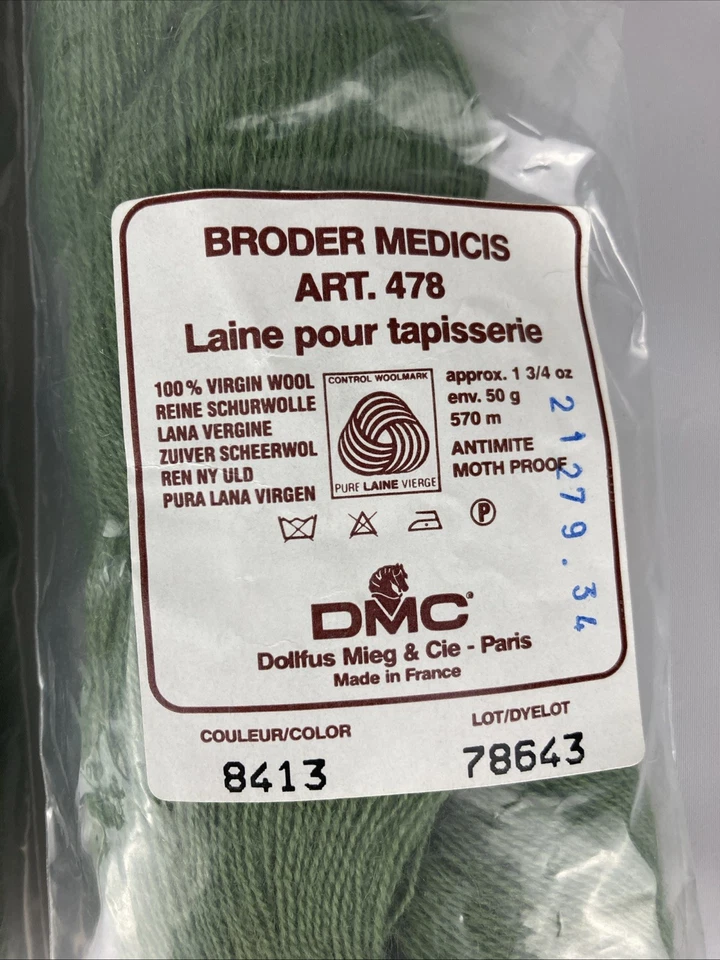 BRODER MEDICIS
ART. 478
Laine pour tapisserie
100% VIRGIN WOOL
REINE SCHURWOLLE
LANA VERGINE
ZUIVER SCHEERWOL
REN NY ULD
PURA LANA VIRGEN
CONTROL WOOLMARK
PURE LAINE VIERGE
approx. 1 3/4 oz
env. 50 g
570 m
ANTIMITE
MOTH PROOF
21279.34
P
DMC
Dollfus Mieg & Cie - Paris
Made in France
COULEUR/COLOR
8413
LOT/DYELOT
78643